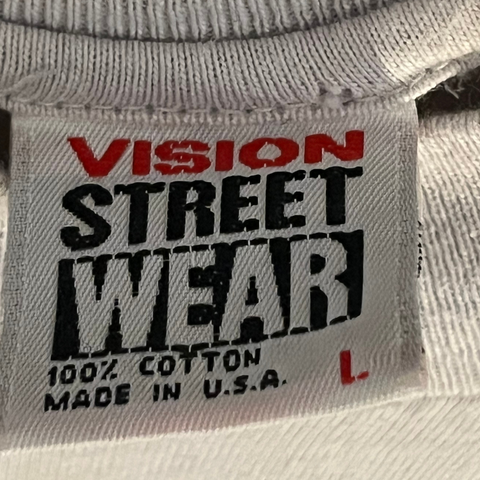 VISION
STREET
WEAR
100% COTTON
MADE IN U.S.A.
L